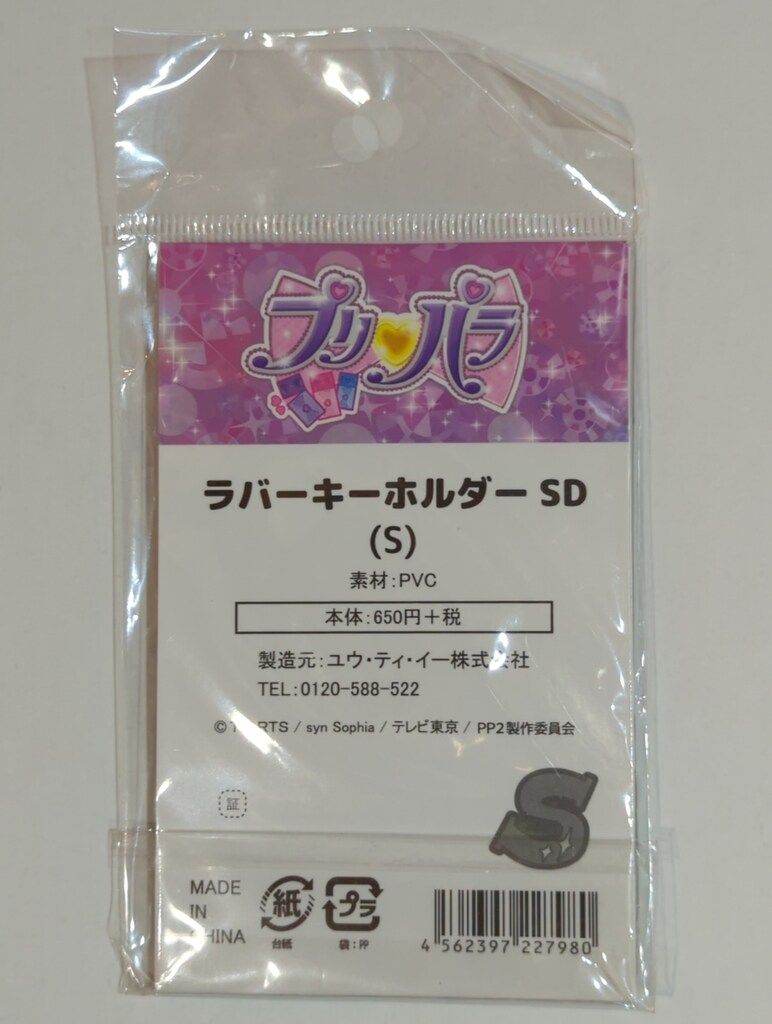 プリパラ
ラバーキーホルダー SD
(S)
素材:PVC
本体:650円+税
製造元:ユウ・ティ・イー株式会社
TEL:0120-588-522
© T-ARTS / syn Sophia / テレビ東京 / PP2製作委員会
証
S
MADE
IN
CHINA
紙
台紙
プラ
袋:PP
4 562397 227980